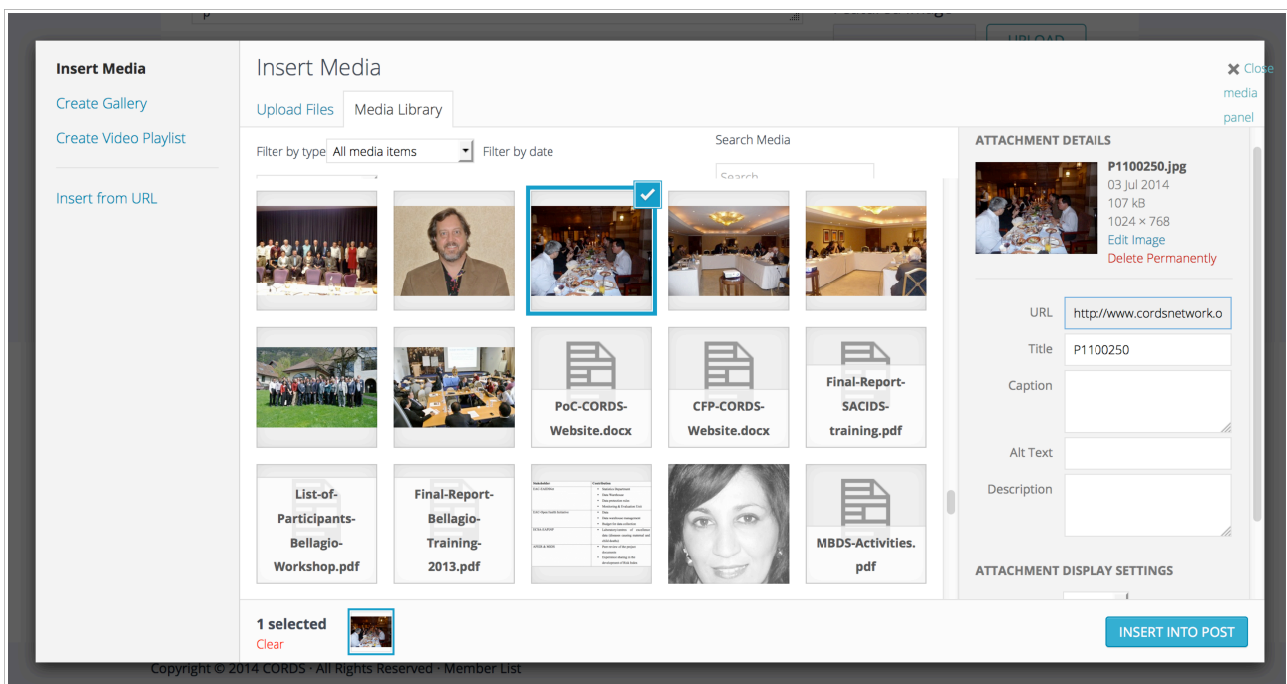 UPLOAD
Insert Media
Create Gallery
Create Video Playlist
Insert from URL
Insert Media
Close
media
panel
Upload Files
Media Library
Filter by type
All media items
Filter by date
Search Media
Search
PoC-CORDS-
Website.docx
CFP-CORDS-
Website.docx
Final-Report-
SACIDS-
training.pdf
List-of-
Participants-
Bellagio-
Workshop.pdf
Final-Report-
Bellagio-
Training-
2013.pdf
Stakeholder Contribution
MBDS-Activities.
pdf
ATTACHMENT DETAILS
P1100250.jpg
03 Jul 2014
107 kB
1024 × 768
Edit Image
Delete Permanently
URL
http://www.cordsnetwork.o
Title
P1100250
Caption
Alt Text
Description
ATTACHMENT DISPLAY SETTINGS
1 selected
Clear
INSERT INTO POST
Copyright © 2014 CORDS · All Rights Reserved · Member List